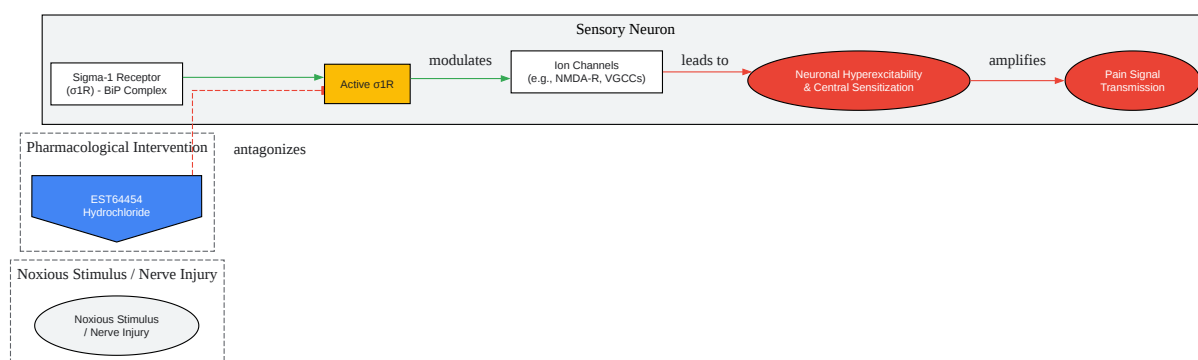 Sensory Neuron
Sigma-1 Receptor
(σ1R) - BiP Complex
Active σ1R
modulates
Ion Channels
(e.g., NMDA-R, VGCCs)
leads to
Neuronal Hyperexcitability
& Central Sensitization
amplifies
Pain Signal
Transmission
Pharmacological Intervention
antagonizes
EST64454
Hydrochloride
Noxious Stimulus / Nerve Injury
Noxious Stimulus
/ Nerve Injury